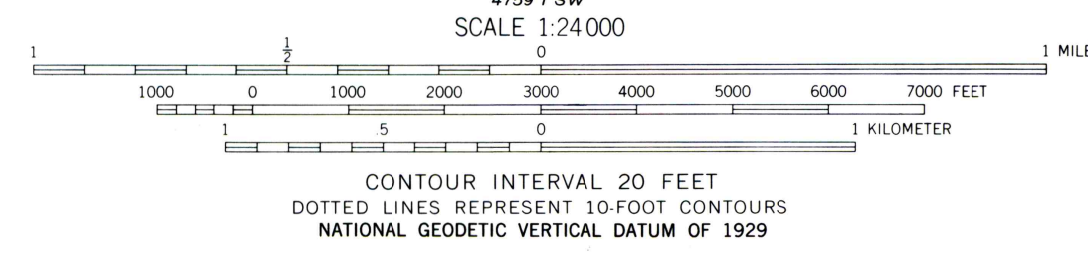 4759 I SW
SCALE 1:24000
1 ½ 0 1 MILE
1000 0 1000 2000 3000 4000 5000 6000 7000 FEET
1 .5 0 1 KILOMETER
CONTOUR INTERVAL 20 FEET
DOTTED LINES REPRESENT 10-FOOT CONTOURS
NATIONAL GEODETIC VERTICAL DATUM OF 1929